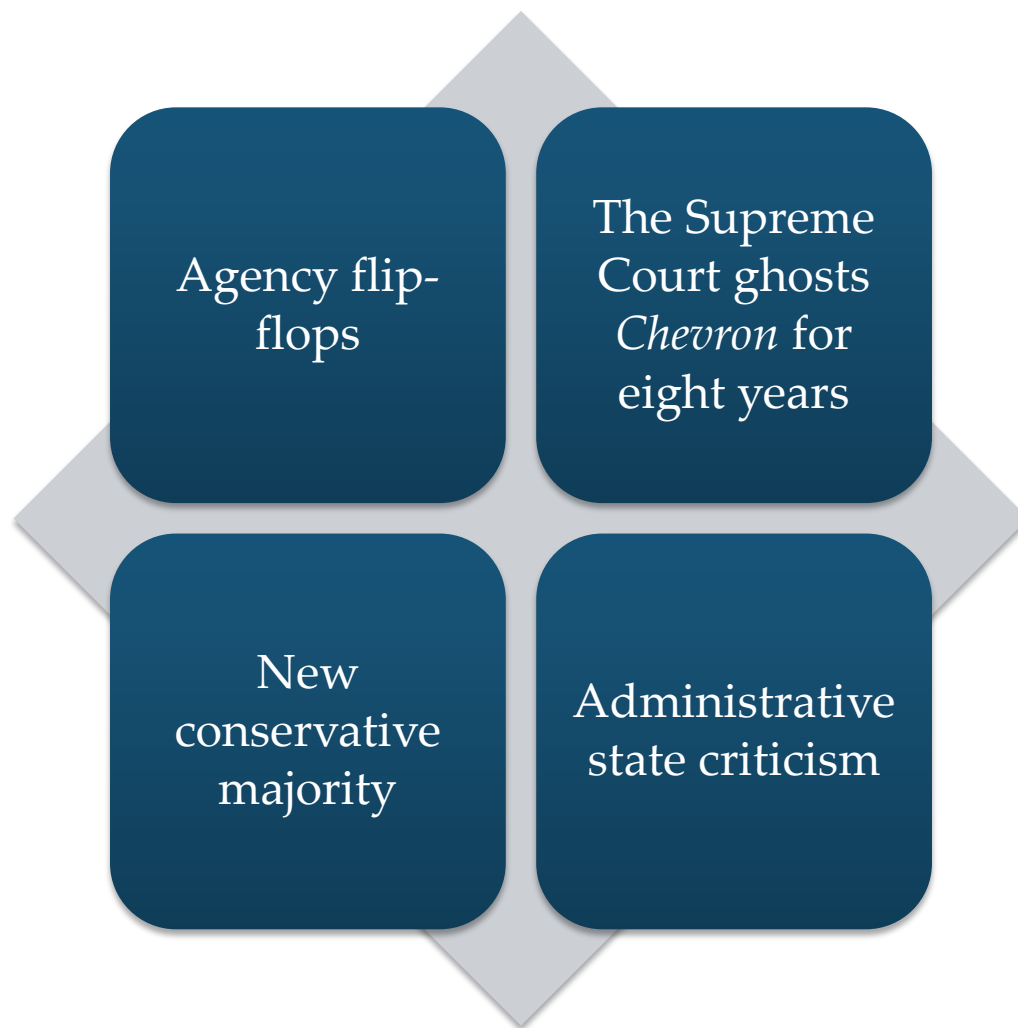 Agency flip-
flops
The Supreme
Court ghosts
Chevron for
eight years
New
conservative
majority
Administrative
state criticism